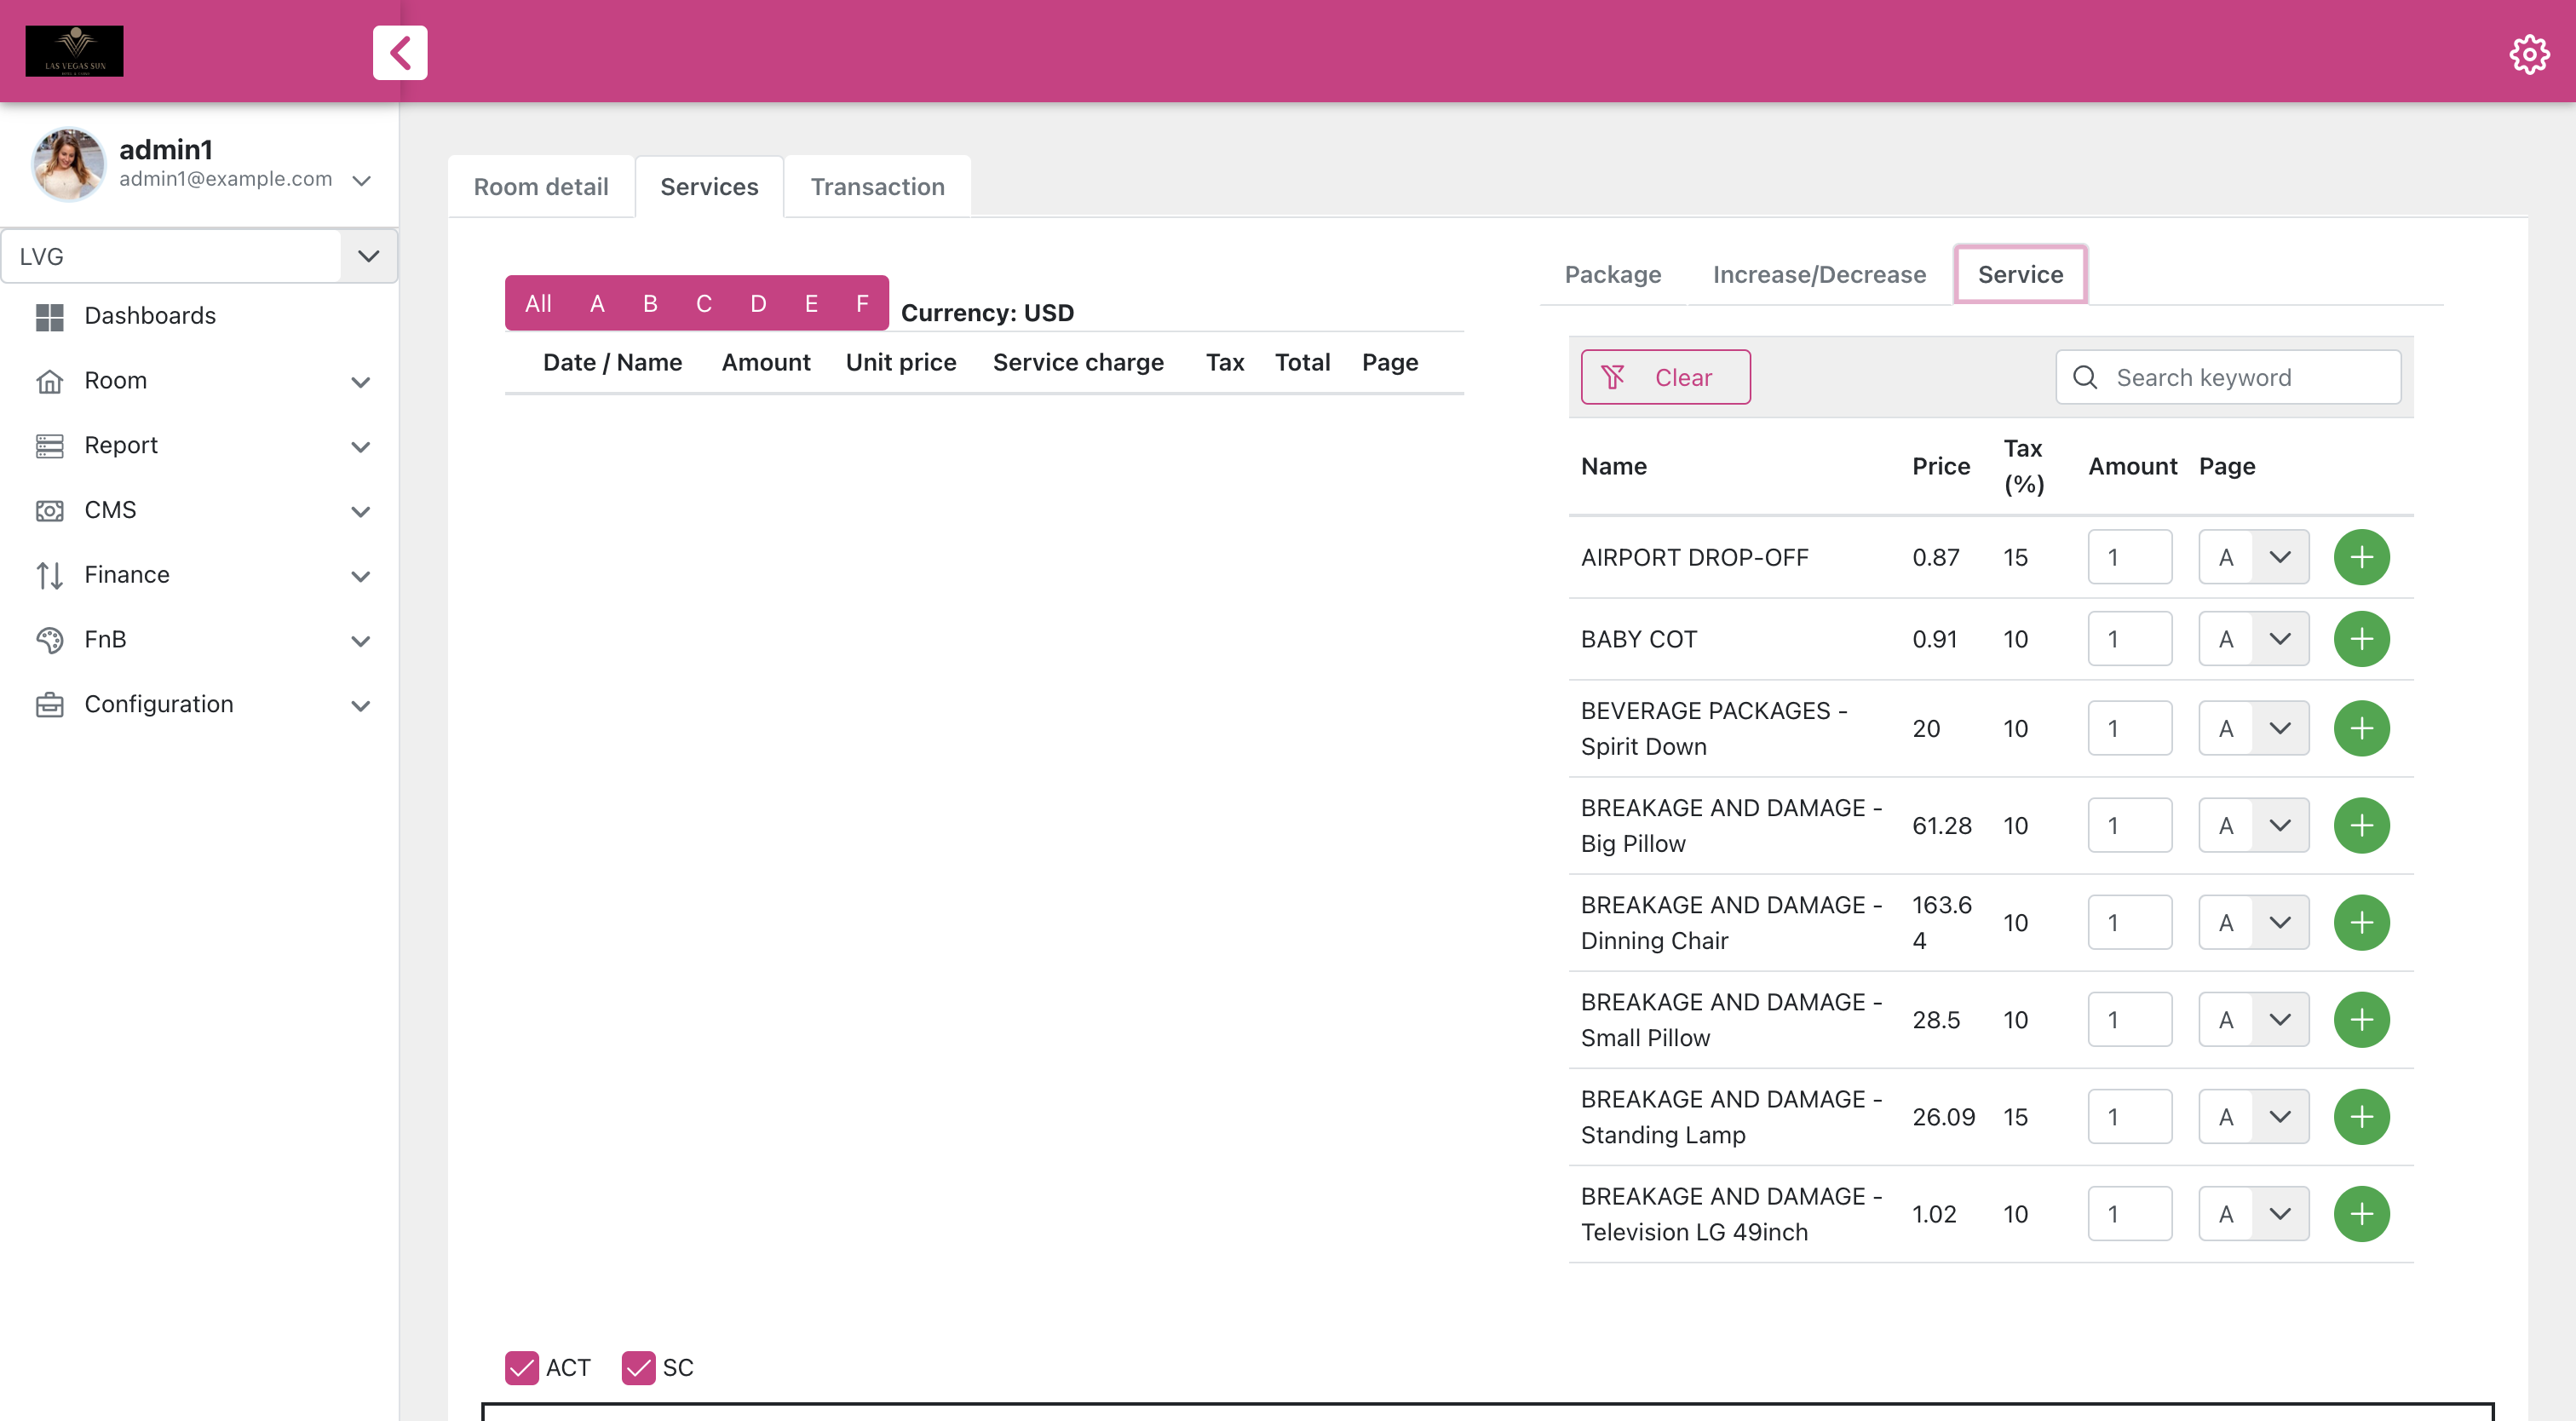 LAS VEGAS SUN
admin1
admin1@example.com
LVG
Dashboards
Room
Report
CMS
Finance
FnB
Configuration
Room detail
Services
Transaction
All A B C D E F
Currency: USD
Date / Name Amount Unit price Service charge Tax Total Page
ACT
SC
Package
Increase/Decrease
Service
Clear
Search keyword
Name Price Tax (%) Amount Page
AIRPORT DROP-OFF 0.87 15 1 A
BABY COT 0.91 10 1 A
BEVERAGE PACKAGES -
Spirit Down 20 10 1 A
BREAKAGE AND DAMAGE -
Big Pillow 61.28 10 1 A
BREAKAGE AND DAMAGE -
Dinning Chair 163.64 10 1 A
BREAKAGE AND DAMAGE -
Small Pillow 28.5 10 1 A
BREAKAGE AND DAMAGE -
Standing Lamp 26.09 15 1 A
BREAKAGE AND DAMAGE -
Television LG 49inch 1.02 10 1 A